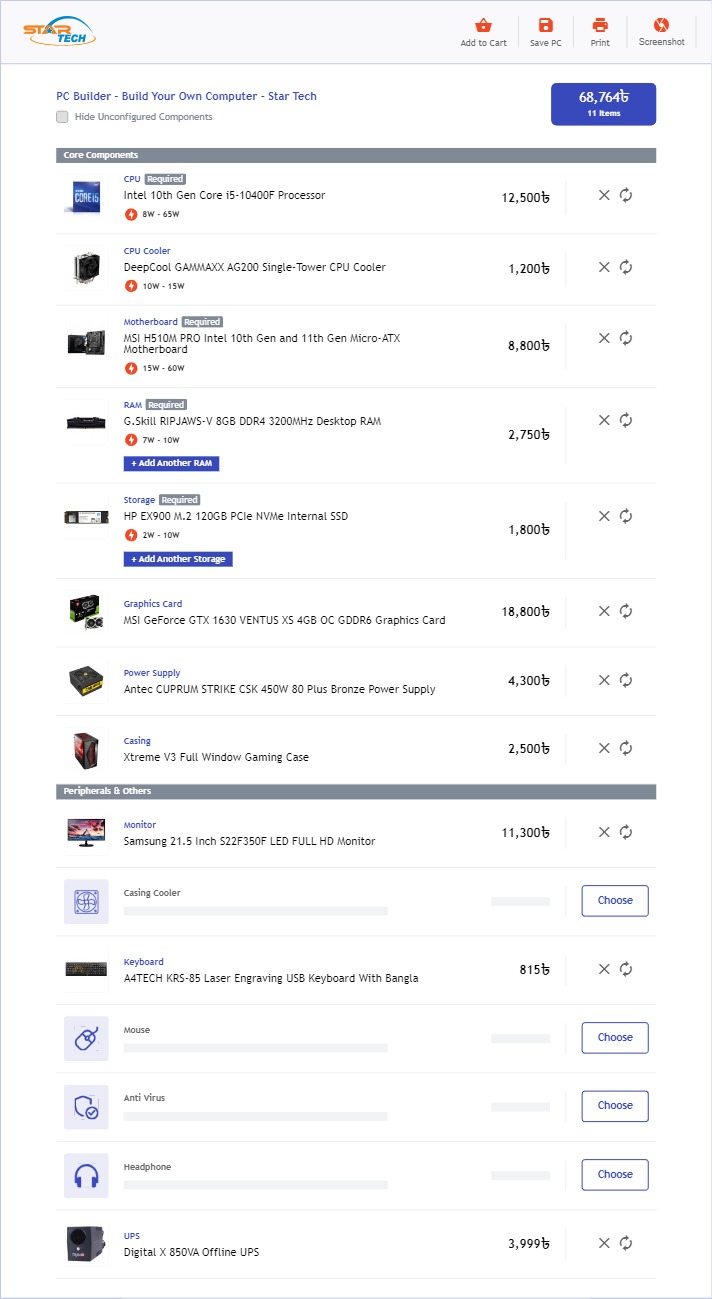 STAR
TECH
Add to Cart
Save PC
Print
Screenshot
PC Builder - Build Your Own Computer - Star Tech
Hide Unconfigured Components
68,764৳
11 Items
Core Components
CPU Required
Intel 10th Gen Core i5-10400F Processor
8W - 65W
12,500৳
CPU Cooler
DeepCool GAMMAXX AG200 Single-Tower CPU Cooler
10W - 15W
1,200৳
Motherboard Required
MSI H510M PRO Intel 10th Gen and 11th Gen Micro-ATX
Motherboard
15W - 60W
8,800৳
RAM Required
G.Skill RIPJAWS-V 8GB DDR4 3200MHz Desktop RAM
7W - 10W
+ Add Another RAM
2,750৳
Storage Required
HP EX900 M.2 120GB PCIe NVMe Internal SSD
2W - 10W
+ Add Another Storage
1,800৳
Graphics Card
MSI GeForce GTX 1630 VENTUS XS 4GB OC GDDR6 Graphics Card
18,800৳
Power Supply
Antec CUPRUM STRIKE CSK 450W 80 Plus Bronze Power Supply
4,300৳
Casing
Xtreme V3 Full Window Gaming Case
2,500৳
Peripherals & Others
Monitor
Samsung 21.5 Inch S22F350F LED FULL HD Monitor
11,300৳
Casing Cooler
Choose
Keyboard
A4TECH KRS-85 Laser Engraving USB Keyboard With Bangla
815৳
Mouse
Choose
Anti Virus
Choose
Headphone
Choose
UPS
Digital X 850VA Offline UPS
3,999৳